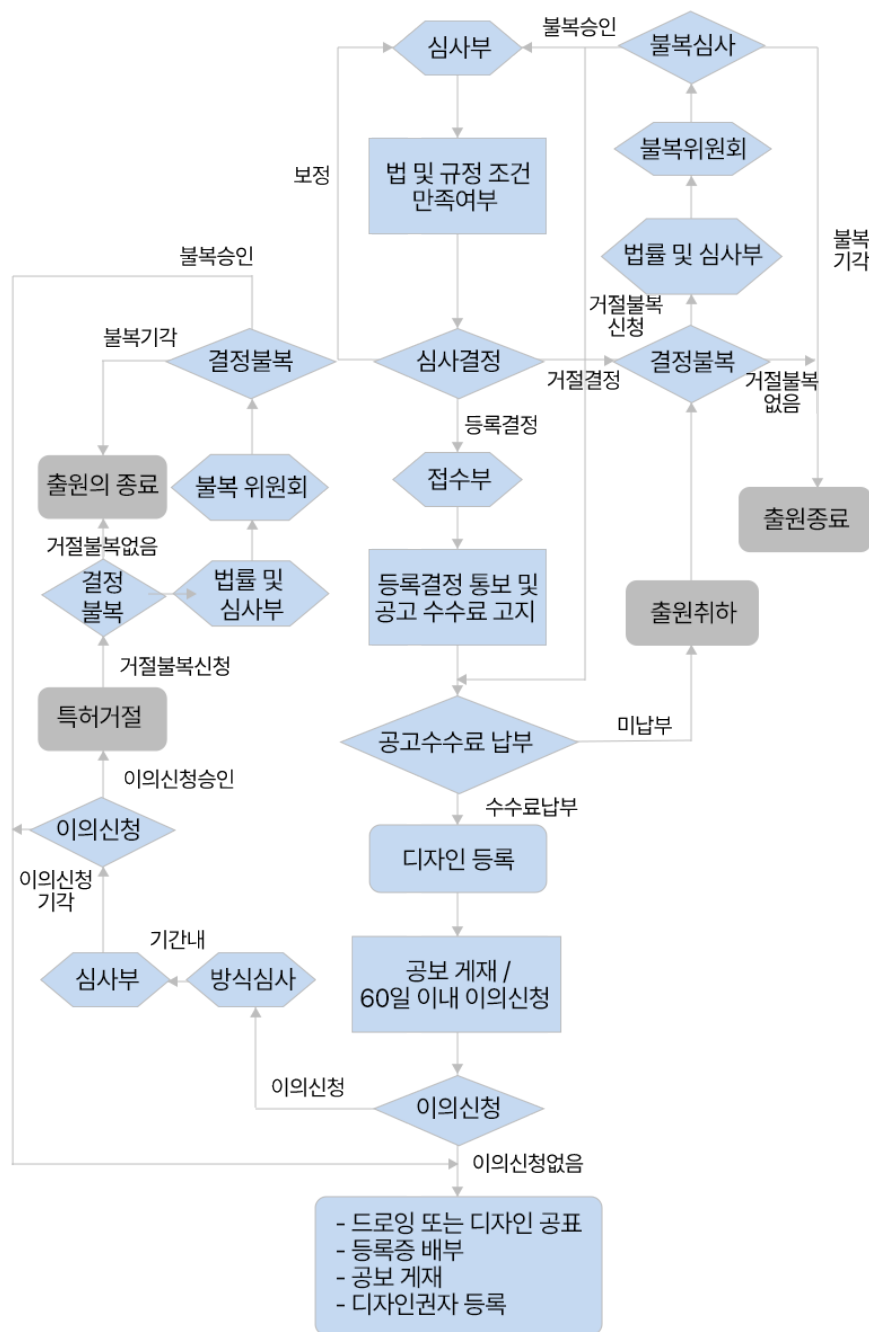 불복승인
심사부
불복심사
불복위원회
보정
법 및 규정 조건
만족여부
법률 및 심사부
불복
기각
불복승인
거절불복
신청
불복기각
결정불복
심사결정
거절결정
결정불복
거절불복
없음
등록결정
출원의 종료
불복 위원회
접수부
출원종료
거절불복없음
결정
불복
법률 및
심사부
등록결정 통보 및
공고 수수료 고지
출원취하
거절불복신청
특허거절
공고수수료 납부
미납부
이의신청승인
수수료납부
이의신청
디자인 등록
이의신청
기각
기간내
심사부
방식심사
공보 게재 /
60일 이내 이의신청
이의신청
이의신청
이의신청없음
- 드로잉 또는 디자인 공표
- 등록증 배부
- 공보 게재
- 디자인권자 등록